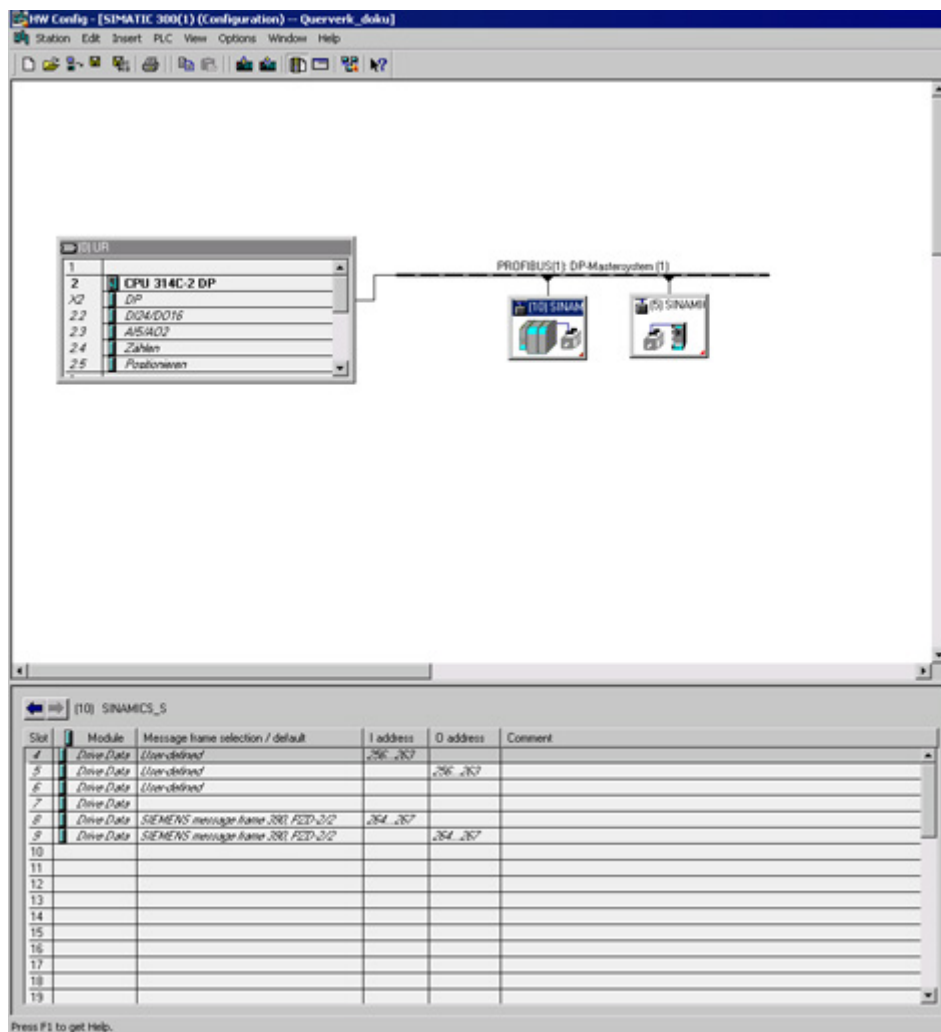 HW Config - [SIMATIC 300(1) (Configuration) -- Querverk_doku]
Station Edit Insert PLC View Options Window Help
(0) UR
1
2 CPU 314C-2 DP
X2 DP
2.2 DI24/DO16
2.3 AI5/AO2
2.4 Zählen
2.5 Positionieren
PROFIBUS(1): DP-Mastersystem (1)
(10) SINAM
(5) SINAMI
(10) SINAMICS_S
Slot Module Message frame selection / default I address O address Comment
4 Drive Data User-defined 256...263
5 Drive Data User-defined 256...263
6 Drive Data User-defined
7 Drive Data
8 Drive Data SIEMENS message frame 390, PZD-2/2 264...267
9 Drive Data SIEMENS message frame 390, PZD-2/2 264...267
10
11
12
13
14
15
16
17
18
19
Press F1 to get Help.